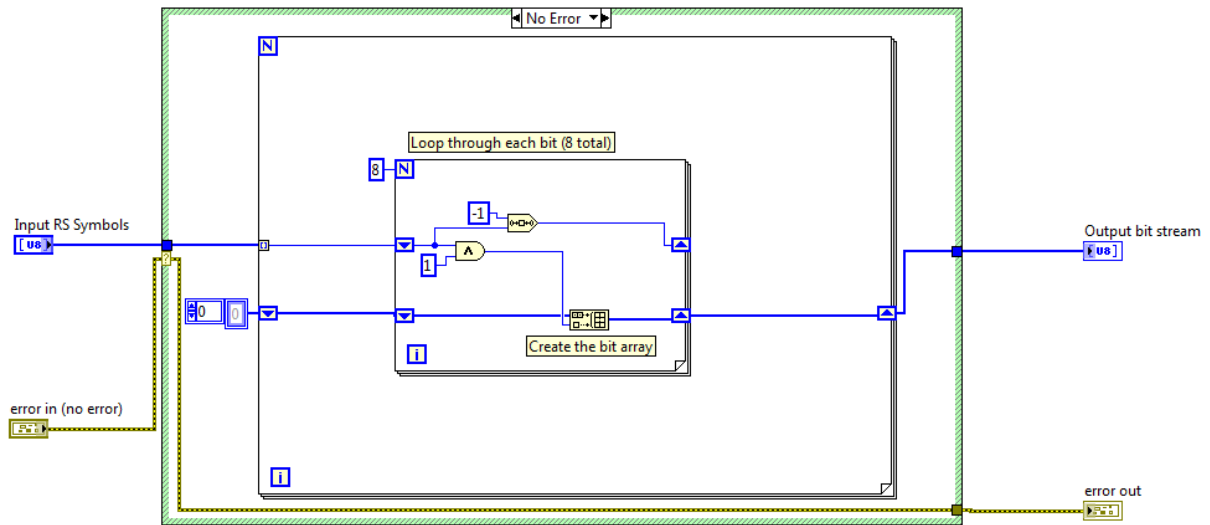 No Error
N
Loop through each bit (8 total)
8
N
-1
Input RS Symbols
U8
1
Output bit stream
U8
0
0
Create the bit array
i
error in (no error)
i
error out